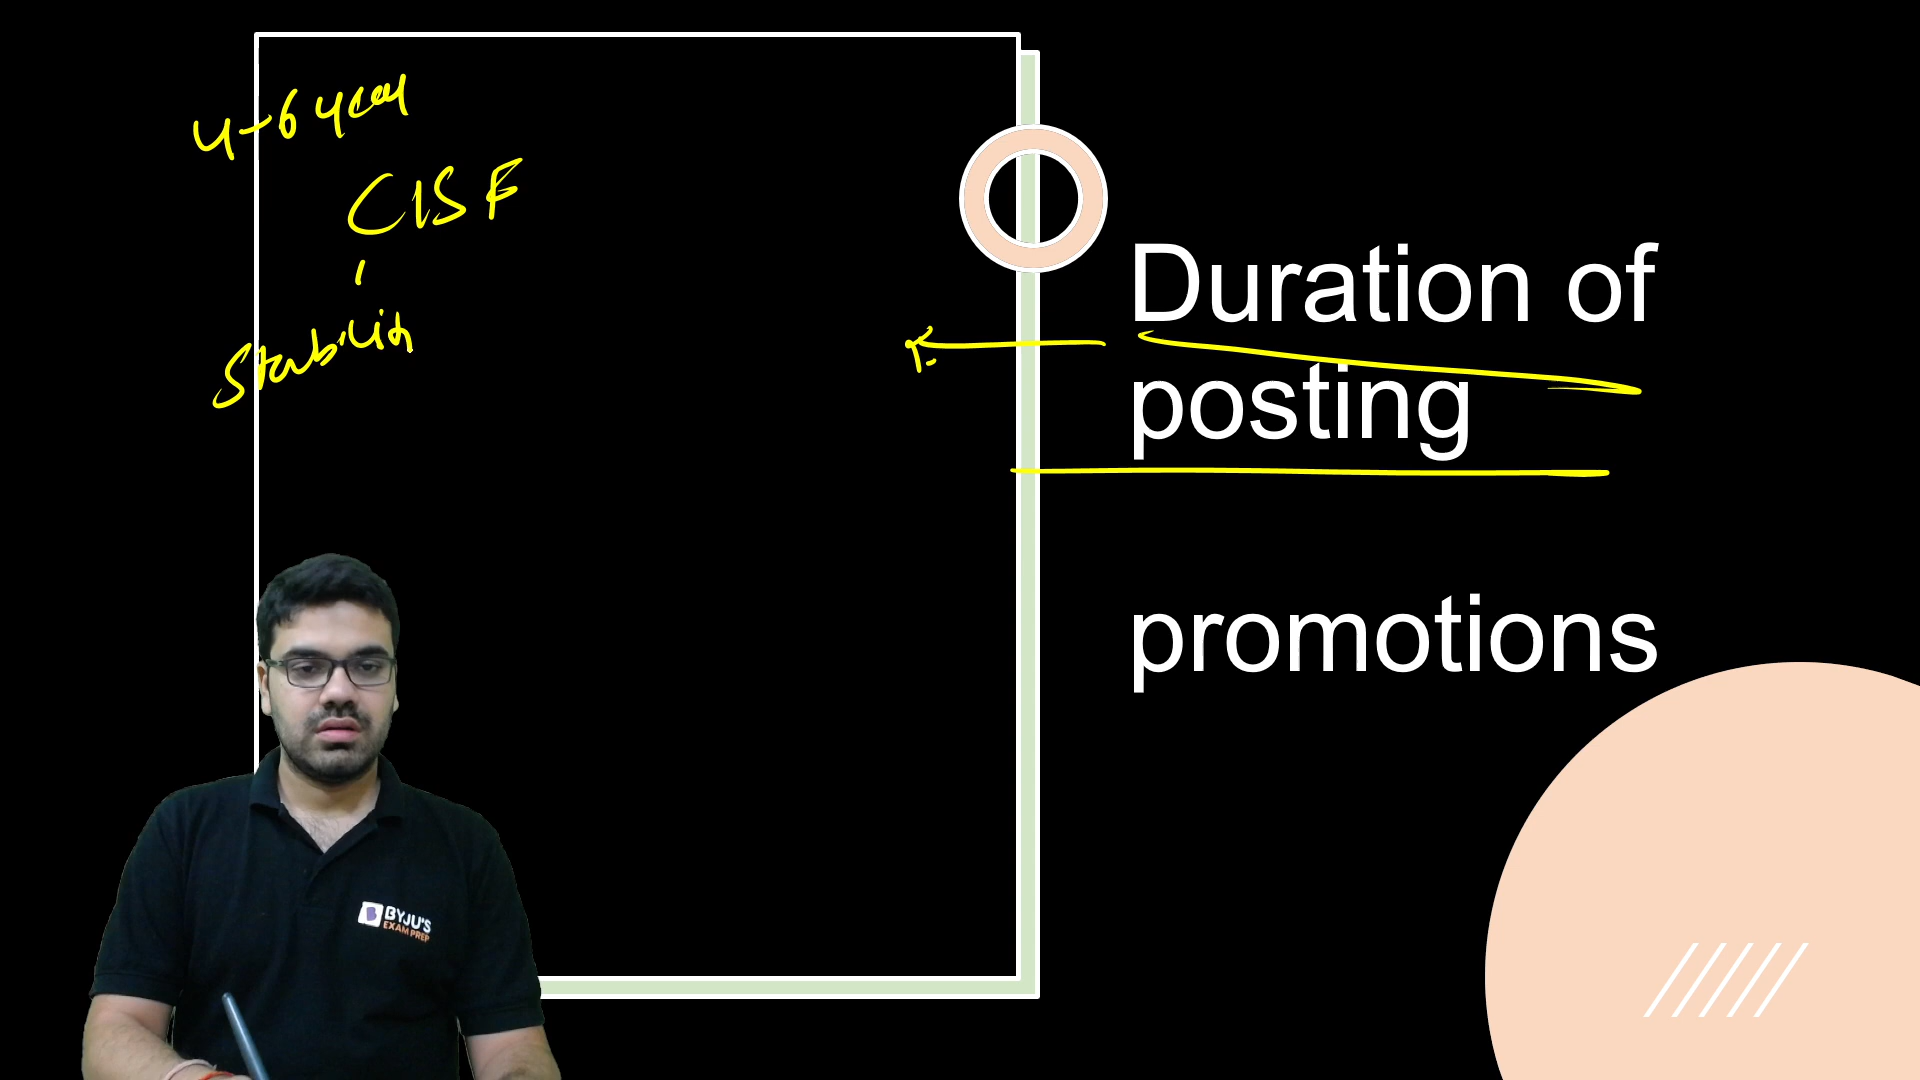 4-6 year
CISF
Stability
Duration of
posting
promotions
BYJU'S
EXAM PREP